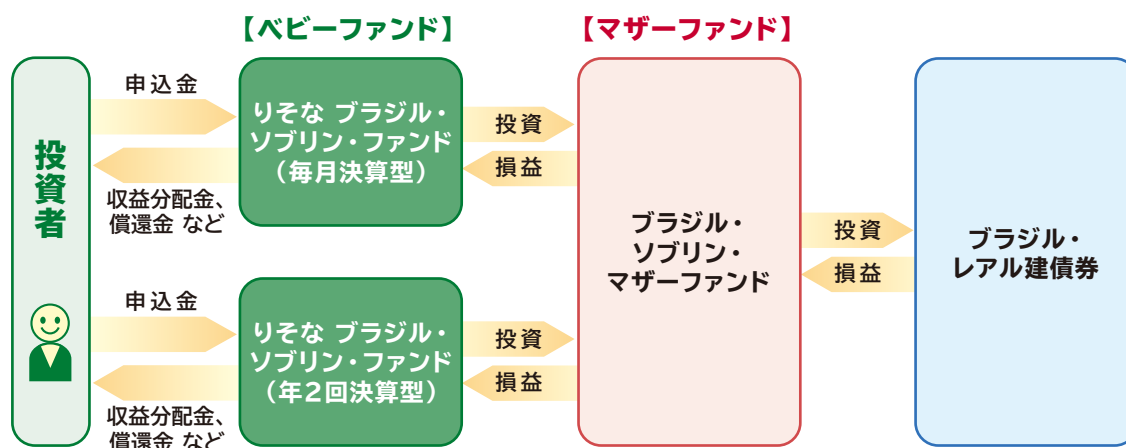 【ベビーファンド】
【マザーファンド】
投資者
申込金
収益分配金、
償還金 など
りそな ブラジル・
ソブリン・ファンド
（毎月決算型）
投資
損益
申込金
収益分配金、
償還金 など
りそな ブラジル・
ソブリン・ファンド
（年2回決算型）
投資
損益
ブラジル・
ソブリン・
マザーファンド
投資
損益
ブラジル・
レアル建債券